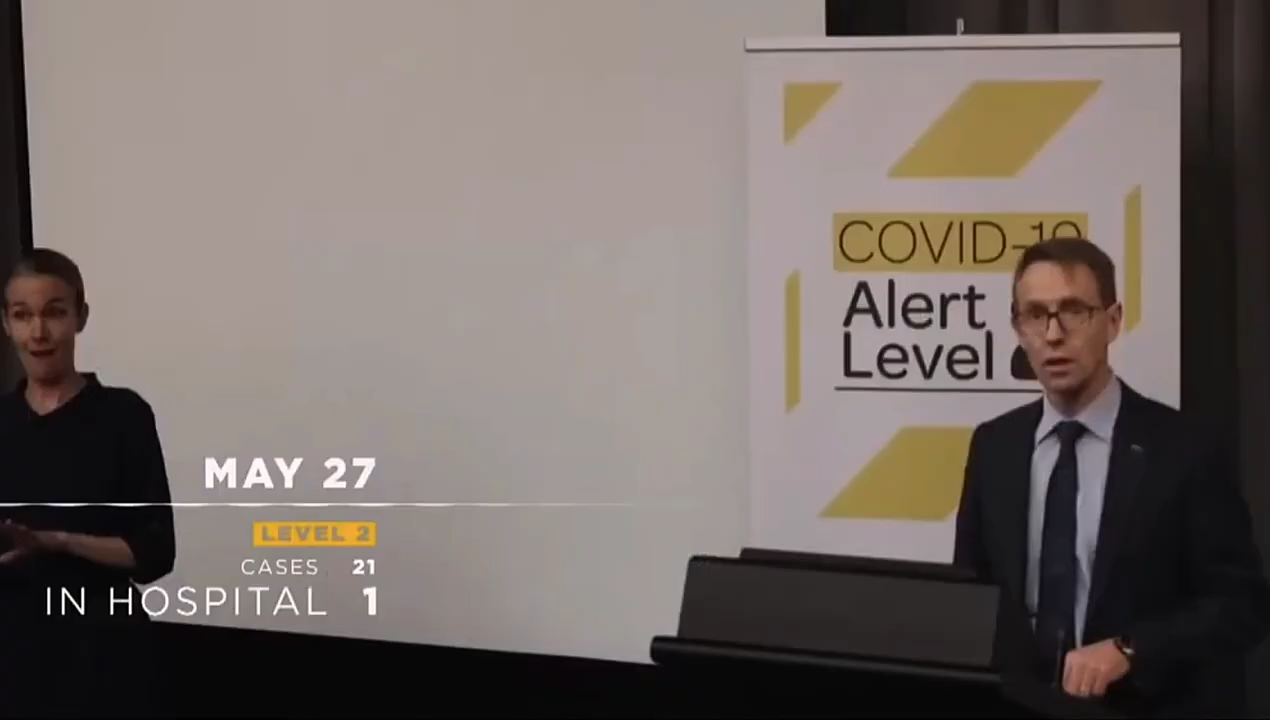 COVID-19
Alert
Level
MAY 27
LEVEL 2
CASES 21
IN HOSPITAL 1